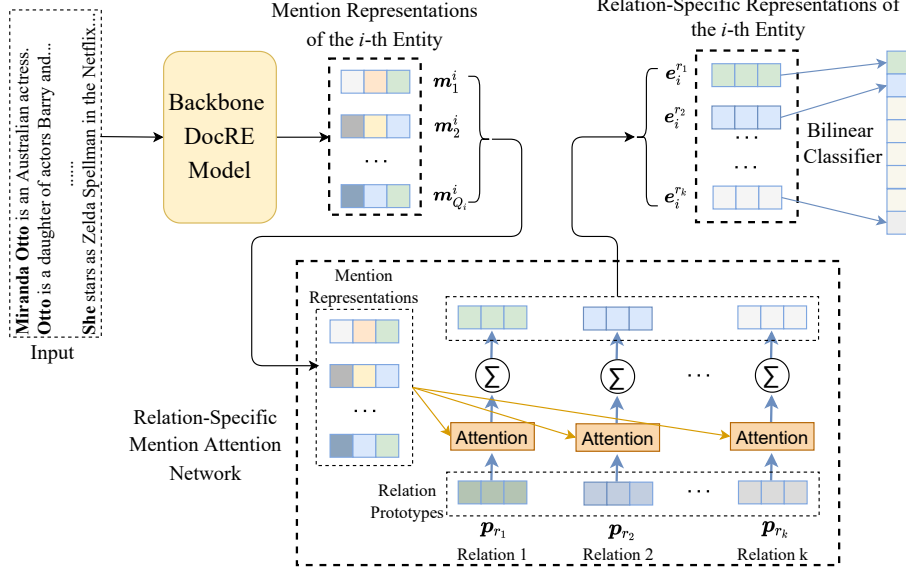 Miranda Otto is an Australian actress.
Otto is a daughter of actors Barry and...
......
She stars as Zelda Spellman in the Netflix...
Input
Backbone
DocRE
Model
Mention Representations
of the i-th Entity
m_1^i
m_2^i
...
m_{Q_i}^i
Relation-Specific Representations of
the i-th Entity
e_i^{r_1}
e_i^{r_2}
... ...
e_i^{r_k}
Bilinear
Classifier
Relation-Specific
Mention Attention
Network
Mention
Representations
...
Σ Σ ... Σ
Attention Attention Attention
Relation
Prototypes
...
p_{r_1} p_{r_2} p_{r_k}
Relation 1 Relation 2 Relation k